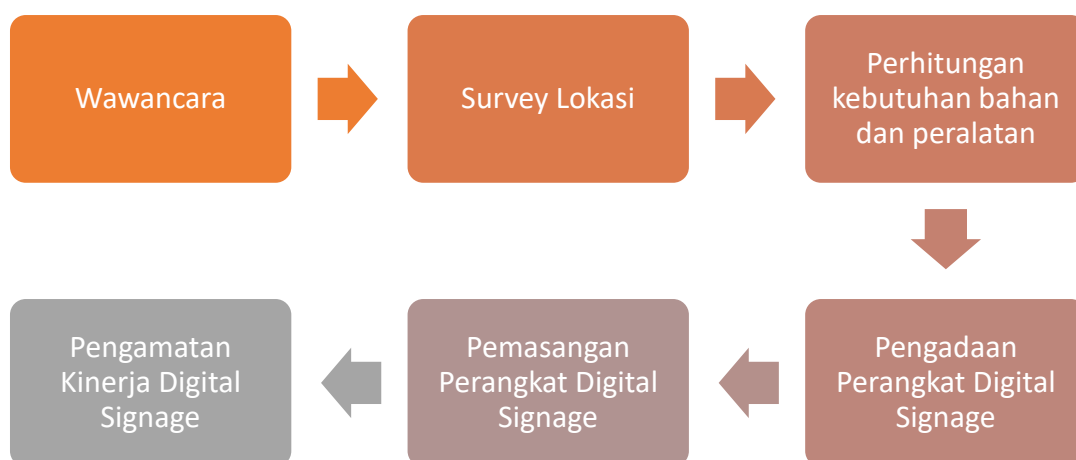 Wawancara
Survey Lokasi
Perhitungan
kebutuhan bahan
dan peralatan
Pengadaan
Perangkat Digital
Signage
Pemasangan
Perangkat Digital
Signage
Pengamatan
Kinerja Digital
Signage